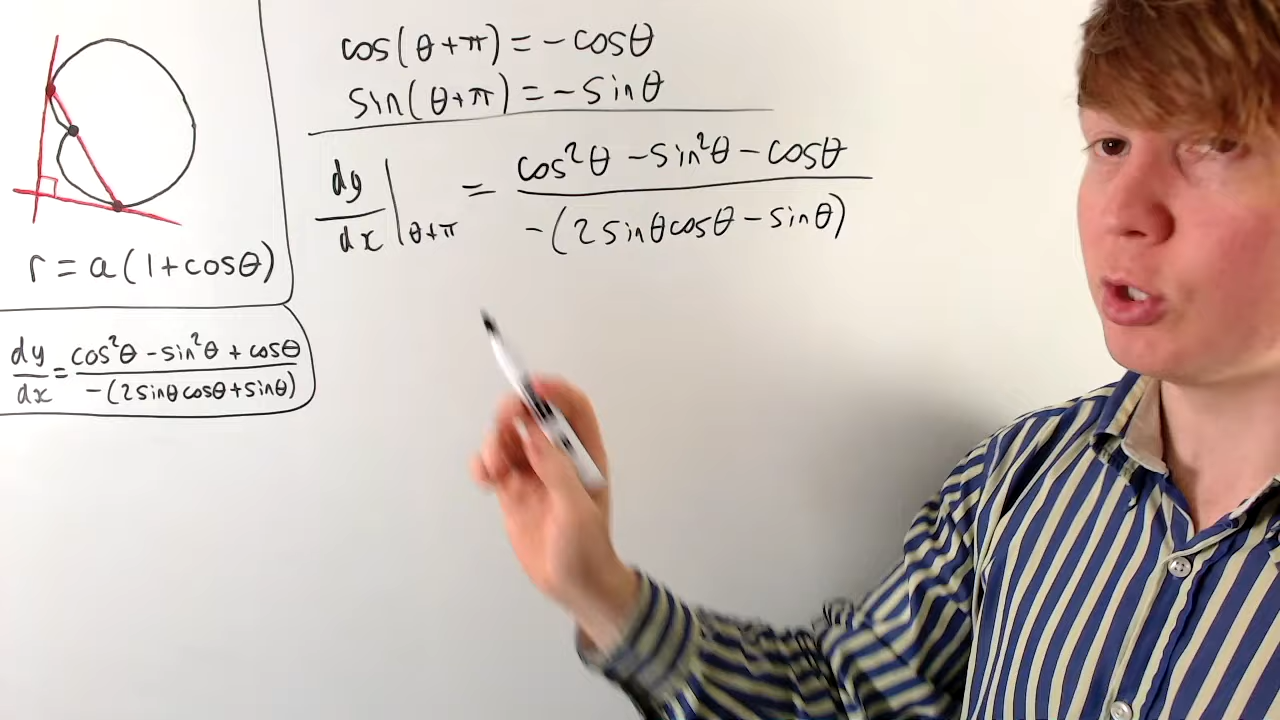 cos(θ+π) = -cosθ
sin(θ+π) = -sinθ
dy/dx |θ+π = (cos²θ - sin²θ - cosθ) / -(2sinθcosθ - sinθ)
r = a(1+cosθ)
dy/dx = (cos²θ - sin²θ + cosθ) / -(2sinθcosθ + sinθ)